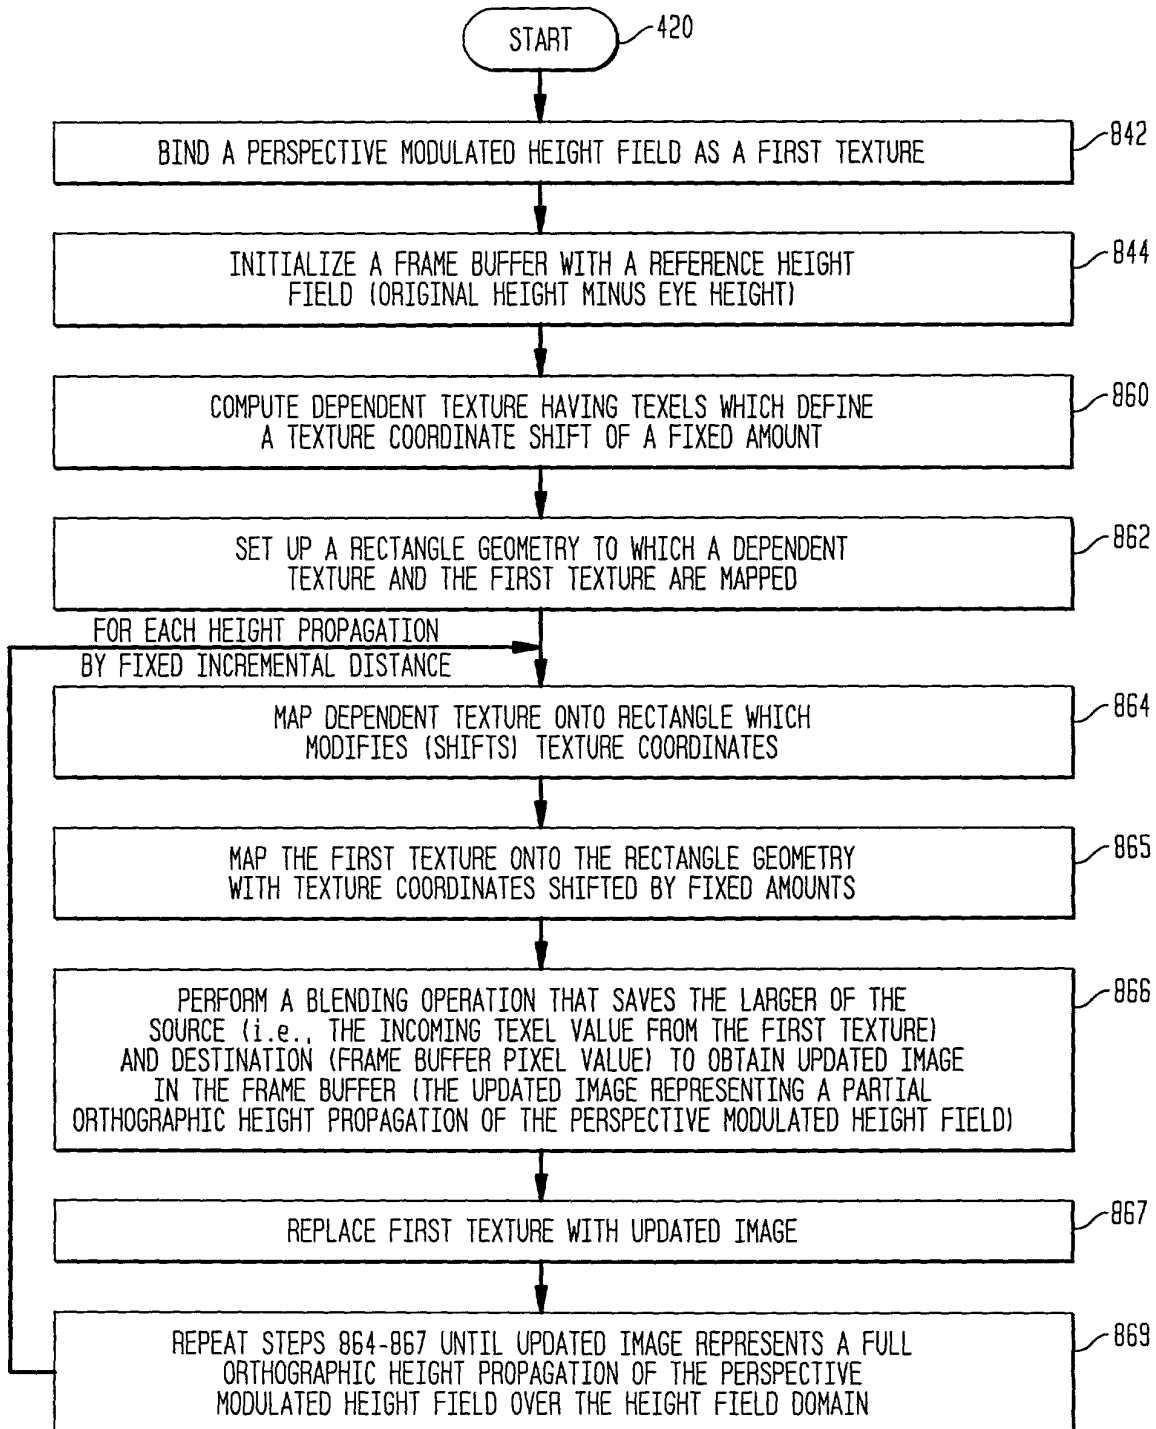 START
420
BIND A PERSPECTIVE MODULATED HEIGHT FIELD AS A FIRST TEXTURE
842
INITIALIZE A FRAME BUFFER WITH A REFERENCE HEIGHT
FIELD (ORIGINAL HEIGHT MINUS EYE HEIGHT)
844
COMPUTE DEPENDENT TEXTURE HAVING TEXELS WHICH DEFINE
A TEXTURE COORDINATE SHIFT OF A FIXED AMOUNT
860
SET UP A RECTANGLE GEOMETRY TO WHICH A DEPENDENT
TEXTURE AND THE FIRST TEXTURE ARE MAPPED
862
FOR EACH HEIGHT PROPAGATION
BY FIXED INCREMENTAL DISTANCE
MAP DEPENDENT TEXTURE ONTO RECTANGLE WHICH
MODIFIES (SHIFTS) TEXTURE COORDINATES
864
MAP THE FIRST TEXTURE ONTO THE RECTANGLE GEOMETRY
WITH TEXTURE COORDINATES SHIFTED BY FIXED AMOUNTS
865
PERFORM A BLENDING OPERATION THAT SAVES THE LARGER OF THE
SOURCE (i.e., THE INCOMING TEXEL VALUE FROM THE FIRST TEXTURE)
AND DESTINATION (FRAME BUFFER PIXEL VALUE) TO OBTAIN UPDATED IMAGE
IN THE FRAME BUFFER (THE UPDATED IMAGE REPRESENTING A PARTIAL
ORTHOGRAPHIC HEIGHT PROPAGATION OF THE PERSPECTIVE MODULATED HEIGHT FIELD)
866
REPLACE FIRST TEXTURE WITH UPDATED IMAGE
867
REPEAT STEPS 864-867 UNTIL UPDATED IMAGE REPRESENTS A FULL
ORTHOGRAPHIC HEIGHT PROPAGATION OF THE PERSPECTIVE
MODULATED HEIGHT FIELD OVER THE HEIGHT FIELD DOMAIN
869